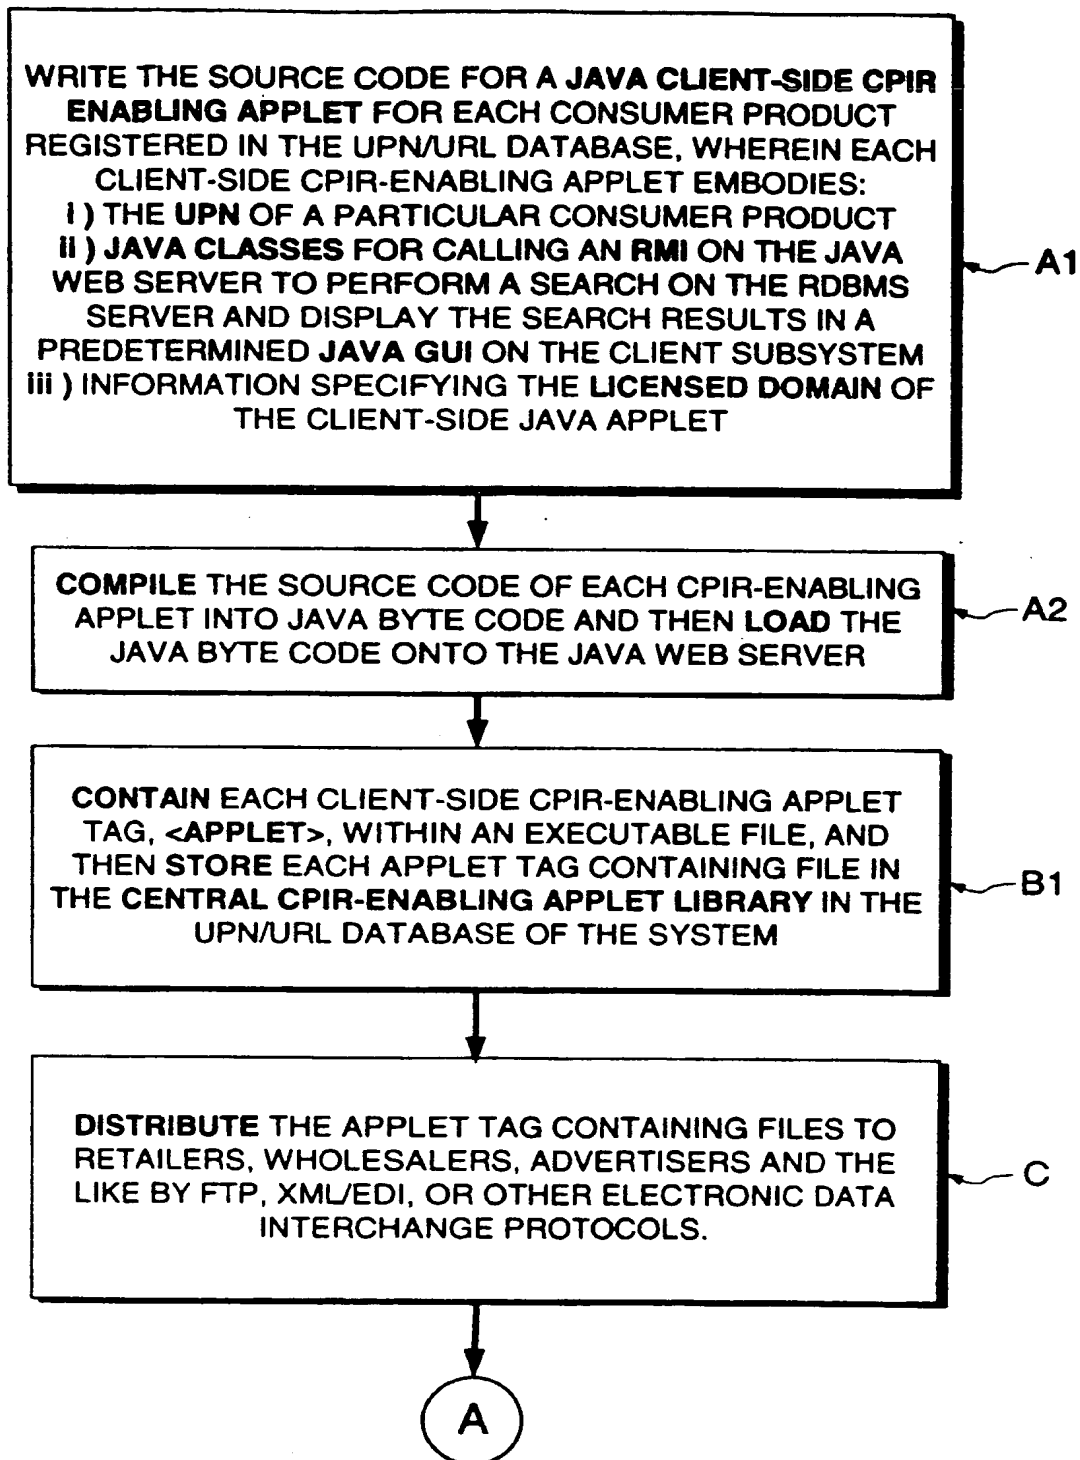 WRITE THE SOURCE CODE FOR A JAVA CLIENT-SIDE CPIR
ENABLING APPLET FOR EACH CONSUMER PRODUCT
REGISTERED IN THE UPN/URL DATABASE, WHEREIN EACH
CLIENT-SIDE CPIR-ENABLING APPLET EMBODIES:
i ) THE UPN OF A PARTICULAR CONSUMER PRODUCT
ii ) JAVA CLASSES FOR CALLING AN RMI ON THE JAVA
WEB SERVER TO PERFORM A SEARCH ON THE RDBMS
SERVER AND DISPLAY THE SEARCH RESULTS IN A
PREDETERMINED JAVA GUI ON THE CLIENT SUBSYSTEM
iii ) INFORMATION SPECIFYING THE LICENSED DOMAIN OF
THE CLIENT-SIDE JAVA APPLET
A1
COMPILE THE SOURCE CODE OF EACH CPIR-ENABLING
APPLET INTO JAVA BYTE CODE AND THEN LOAD THE
JAVA BYTE CODE ONTO THE JAVA WEB SERVER
A2
CONTAIN EACH CLIENT-SIDE CPIR-ENABLING APPLET
TAG, <APPLET>, WITHIN AN EXECUTABLE FILE, AND
THEN STORE EACH APPLET TAG CONTAINING FILE IN
THE CENTRAL CPIR-ENABLING APPLET LIBRARY IN THE
UPN/URL DATABASE OF THE SYSTEM
B1
DISTRIBUTE THE APPLET TAG CONTAINING FILES TO
RETAILERS, WHOLESALERS, ADVERTISERS AND THE
LIKE BY FTP, XML/EDI, OR OTHER ELECTRONIC DATA
INTERCHANGE PROTOCOLS.
C
A